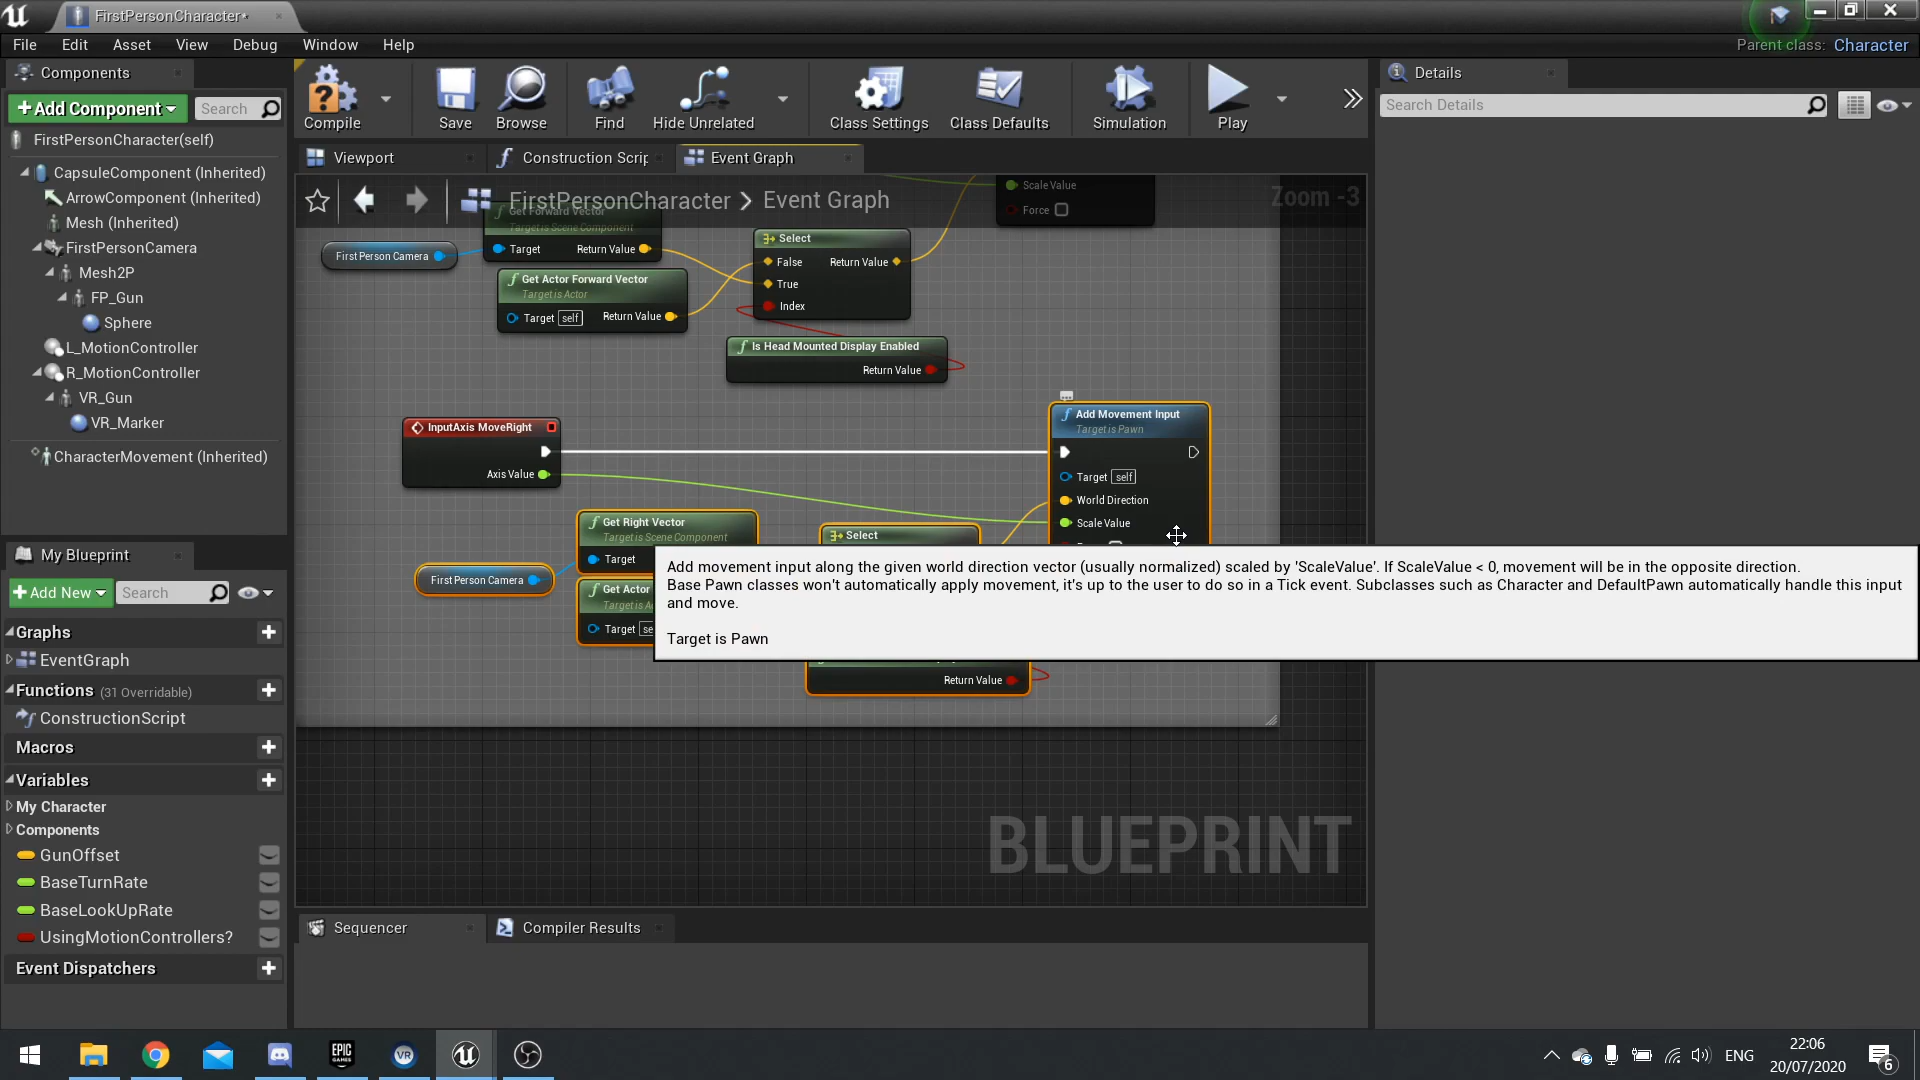 FirstPersonCharacter*
File Edit Asset View Debug Window Help
Parent class: Character
Components
+Add Component
Search
FirstPersonCharacter(self)
CapsuleComponent (Inherited)
ArrowComponent (Inherited)
Mesh (Inherited)
FirstPersonCamera
Mesh2P
FP_Gun
Sphere
L_MotionController
R_MotionController
VR_Gun
VR_Marker
CharacterMovement (Inherited)
My Blueprint
+Add New
Search
Graphs
EventGraph
Functions (31 Overridable)
ConstructionScript
Macros
Variables
My Character
Components
GunOffset
BaseTurnRate
BaseLookUpRate
UsingMotionControllers?
Event Dispatchers
Compile
Save
Browse
Find
Hide Unrelated
Class Settings
Class Defaults
Simulation
Play
Viewport
Construction Scrip
Event Graph
FirstPersonCharacter > Event Graph
Zoom -3
Scale Value
Force
Get Forward Vector
Target is Scene Component
Target Return Value
First Person Camera
Get Actor Forward Vector
Target is Actor
Target self Return Value
Select
False Return Value
True
Index
Is Head Mounted Display Enabled
Return Value
InputAxis MoveRight
Axis Value
Add Movement Input
Target is Pawn
Target self
World Direction
Scale Value
Get Right Vector
Target is Scene Component
Target
First Person Camera
Get Actor
Target
Select
Add movement input along the given world direction vector (usually normalized) scaled by 'ScaleValue'. If ScaleValue < 0, movement will be in the opposite direction.
Base Pawn classes won't automatically apply movement, it's up to the user to do so in a Tick event. Subclasses such as Character and DefaultPawn automatically handle this input
and move.
Target is Pawn
Return Value
BLUEPRINT
Sequencer
Compiler Results
Details
Search Details
EPIC
GAMES
VR
ENG
22:06
20/07/2020
6